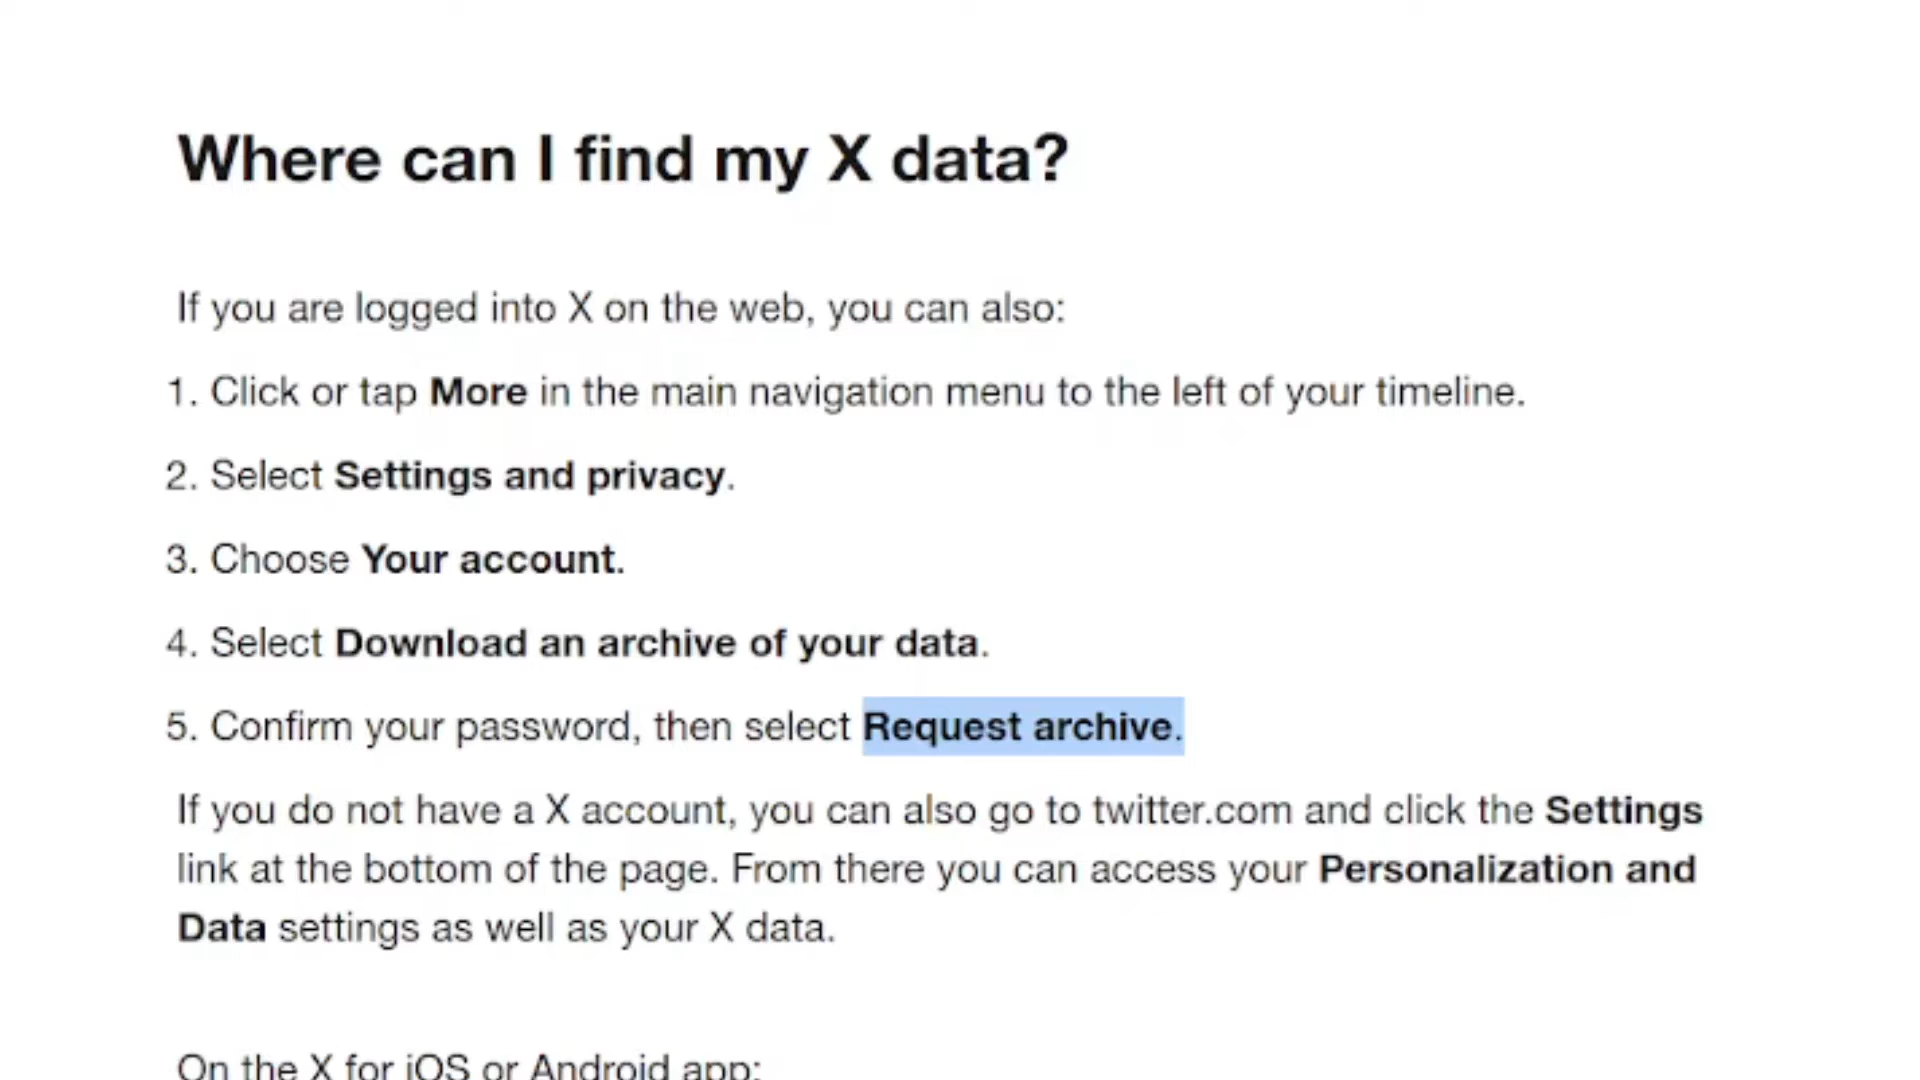 Where can I find my X data?
If you are logged into X on the web, you can also:
1. Click or tap More in the main navigation menu to the left of your timeline.
2. Select Settings and privacy.
3. Choose Your account.
4. Select Download an archive of your data.
5. Confirm your password, then select Request archive.
If you do not have a X account, you can also go to twitter.com and click the Settings
link at the bottom of the page. From there you can access your Personalization and
Data settings as well as your X data.
On the X for iOS or Android app: